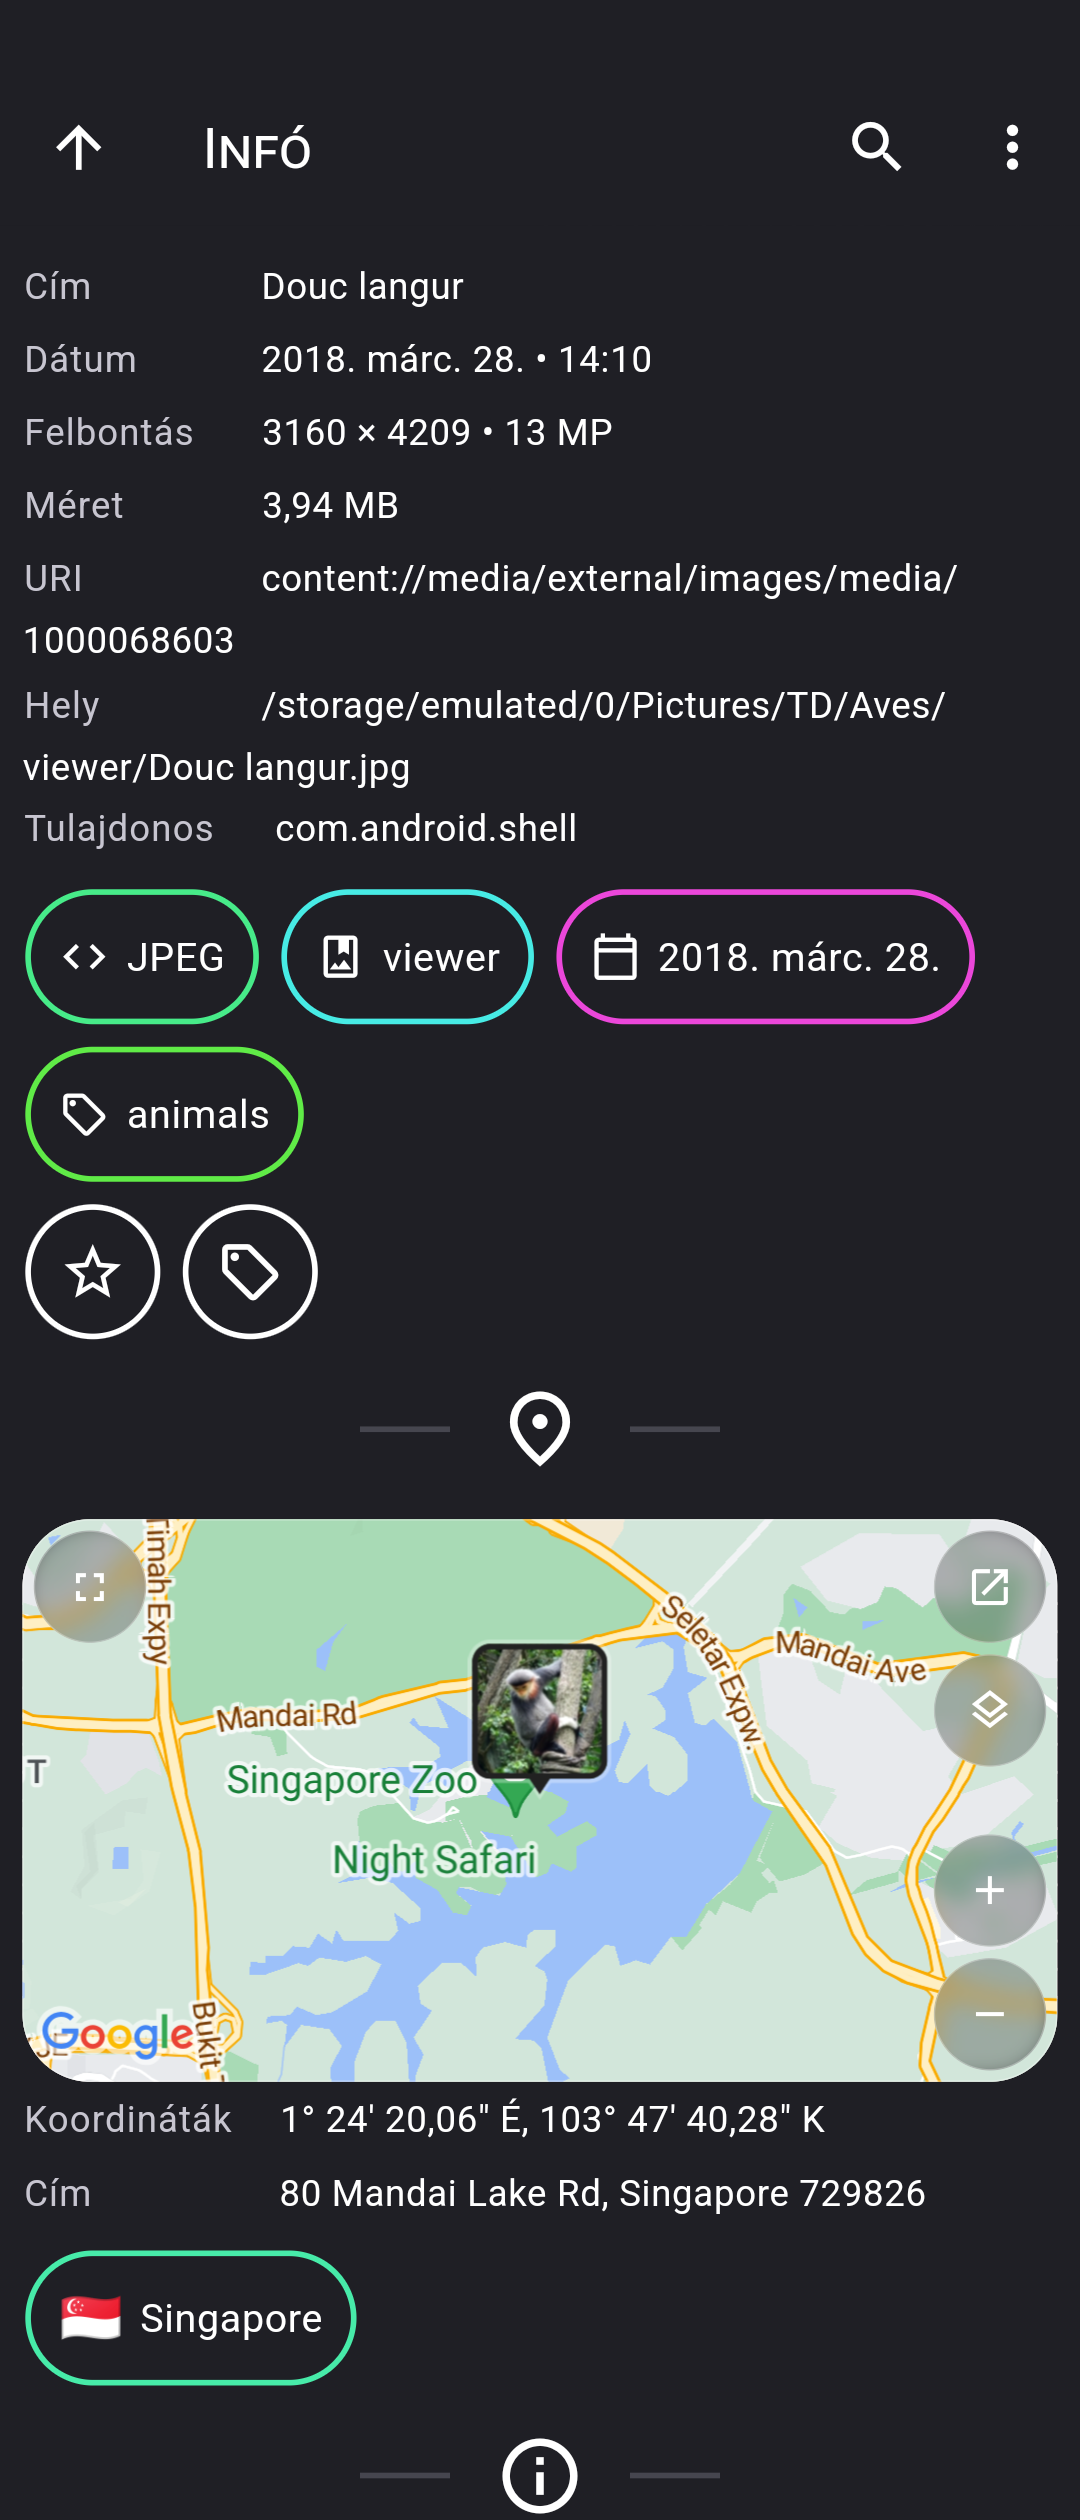 Infó
Cím Douc langur
Dátum 2018. márc. 28. • 14:10
Felbontás 3160 × 4209 • 13 MP
Méret 3,94 MB
URI content://media/external/images/media/
1000068603
Hely /storage/emulated/0/Pictures/TD/Aves/
viewer/Douc langur.jpg
Tulajdonos com.android.shell
JPEG viewer 2018. márc. 28.
animals
Timah Expy
Seletar Expw.
Mandai Ave
Mandai Rd
T
Singapore Zoo
Night Safari
Google
Bukit
Koordináták 1° 24' 20,06" É, 103° 47' 40,28" K
Cím 80 Mandai Lake Rd, Singapore 729826
Singapore